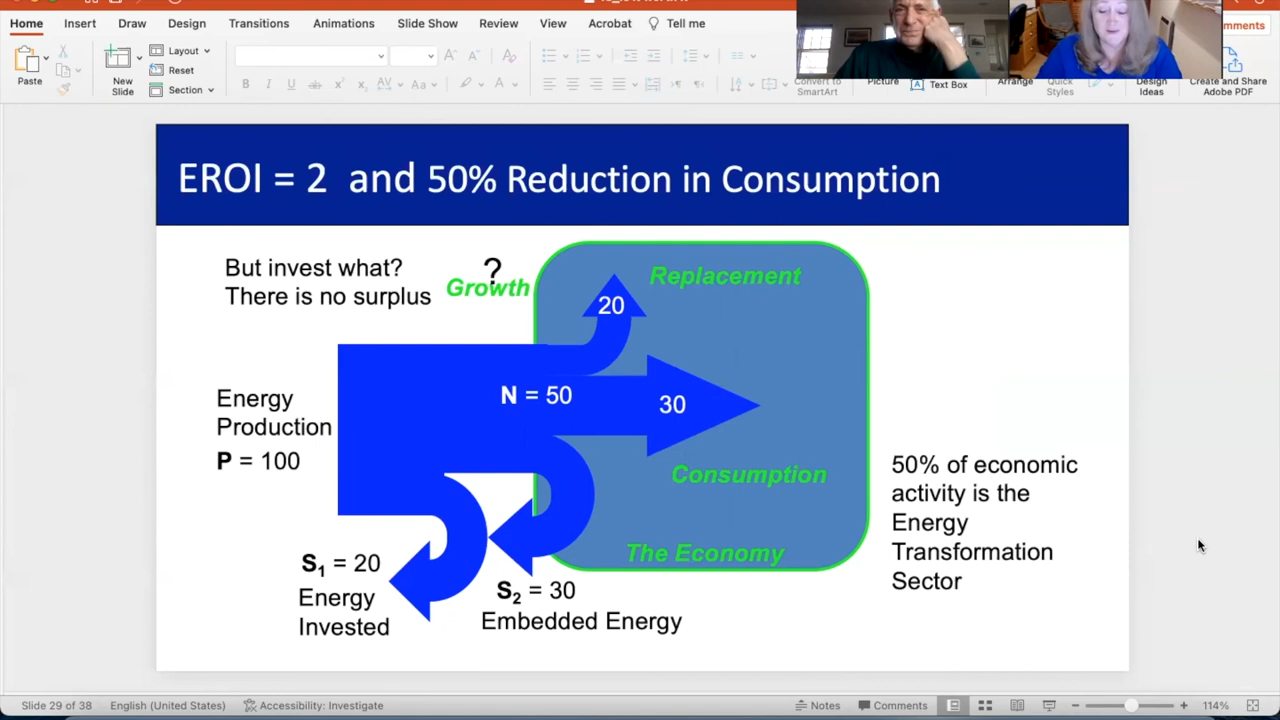 Home Insert Draw Design Transitions Animations Slide Show Review View Acrobat Tell me
Paste
New
Slide
Layout
Reset
Section
Convert to
SmartArt
Picture
Text Box
Arrange
Quick
Styles
Design
Ideas
Create and Share
Adobe PDF
EROI = 2 and 50% Reduction in Consumption
But invest what?
There is no surplus
?
Growth
Replacement
20
Energy
Production
P = 100
N = 50
30
Consumption
The Economy
50% of economic
activity is the
Energy
Transformation
Sector
S1 = 20
Energy
Invested
S2 = 30
Embedded Energy
Slide 29 of 38 English (United States) Accessibility: Investigate Notes Comments 114%